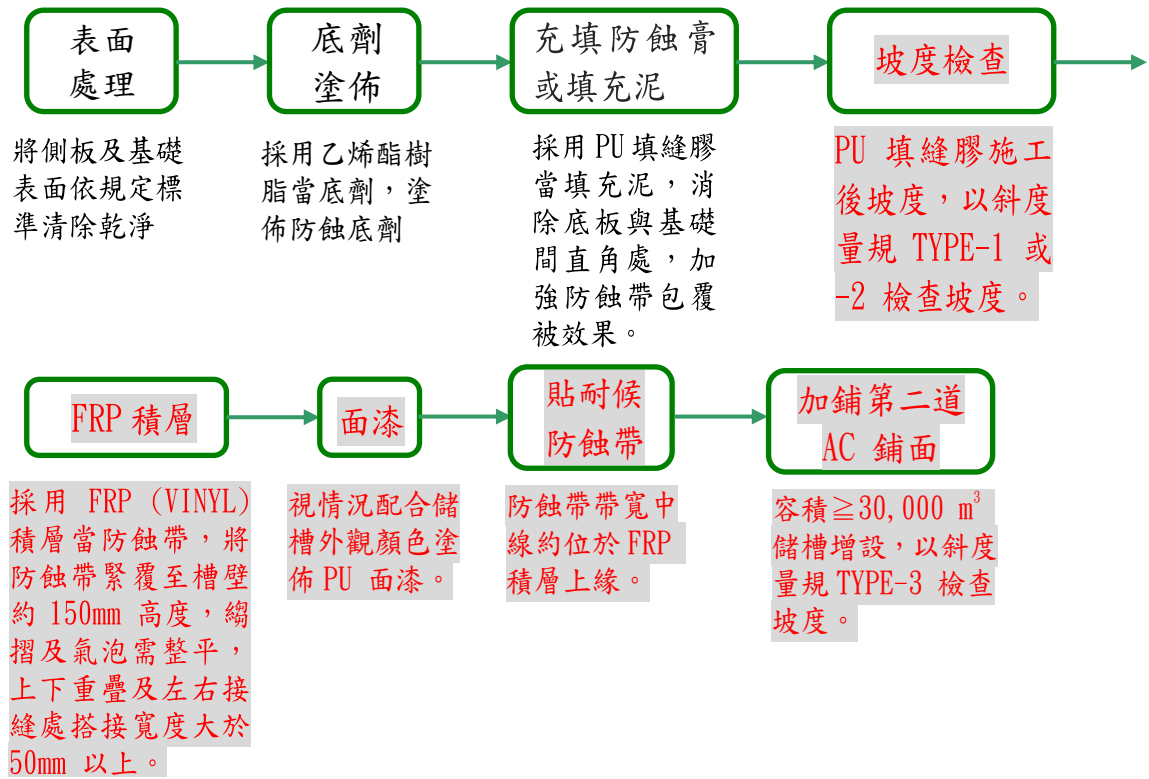 表面
處理
底劑
塗佈
充填防蝕膏
或填充泥
坡度檢查
將側板及基礎
表面依規定標
準清除乾淨
採用乙烯酯樹
脂當底劑，塗
佈防蝕底劑
採用 PU 填縫膠
當填充泥，消
除底板與基礎
間直角處，加
強防蝕帶包覆
被效果。
PU 填縫膠施工
後坡度，以斜度
量規 TYPE-1 或
-2 檢查坡度。
FRP 積層
面漆
貼耐候
防蝕帶
加鋪第二道
AC 鋪面
採用 FRP (VINYL)
積層當防蝕帶，將
防蝕帶緊覆至槽壁
約 150mm 高度，縐
摺及氣泡需整平，
上下重疊及左右接
縫處搭接寬度大於
50mm 以上。
視情況配合儲
槽外觀顏色塗
佈 PU 面漆。
防蝕帶帶寬中
線約位於 FRP
積層上緣。
容積≧30,000 m³
儲槽增設，以斜度
量規 TYPE-3 檢查
坡度。